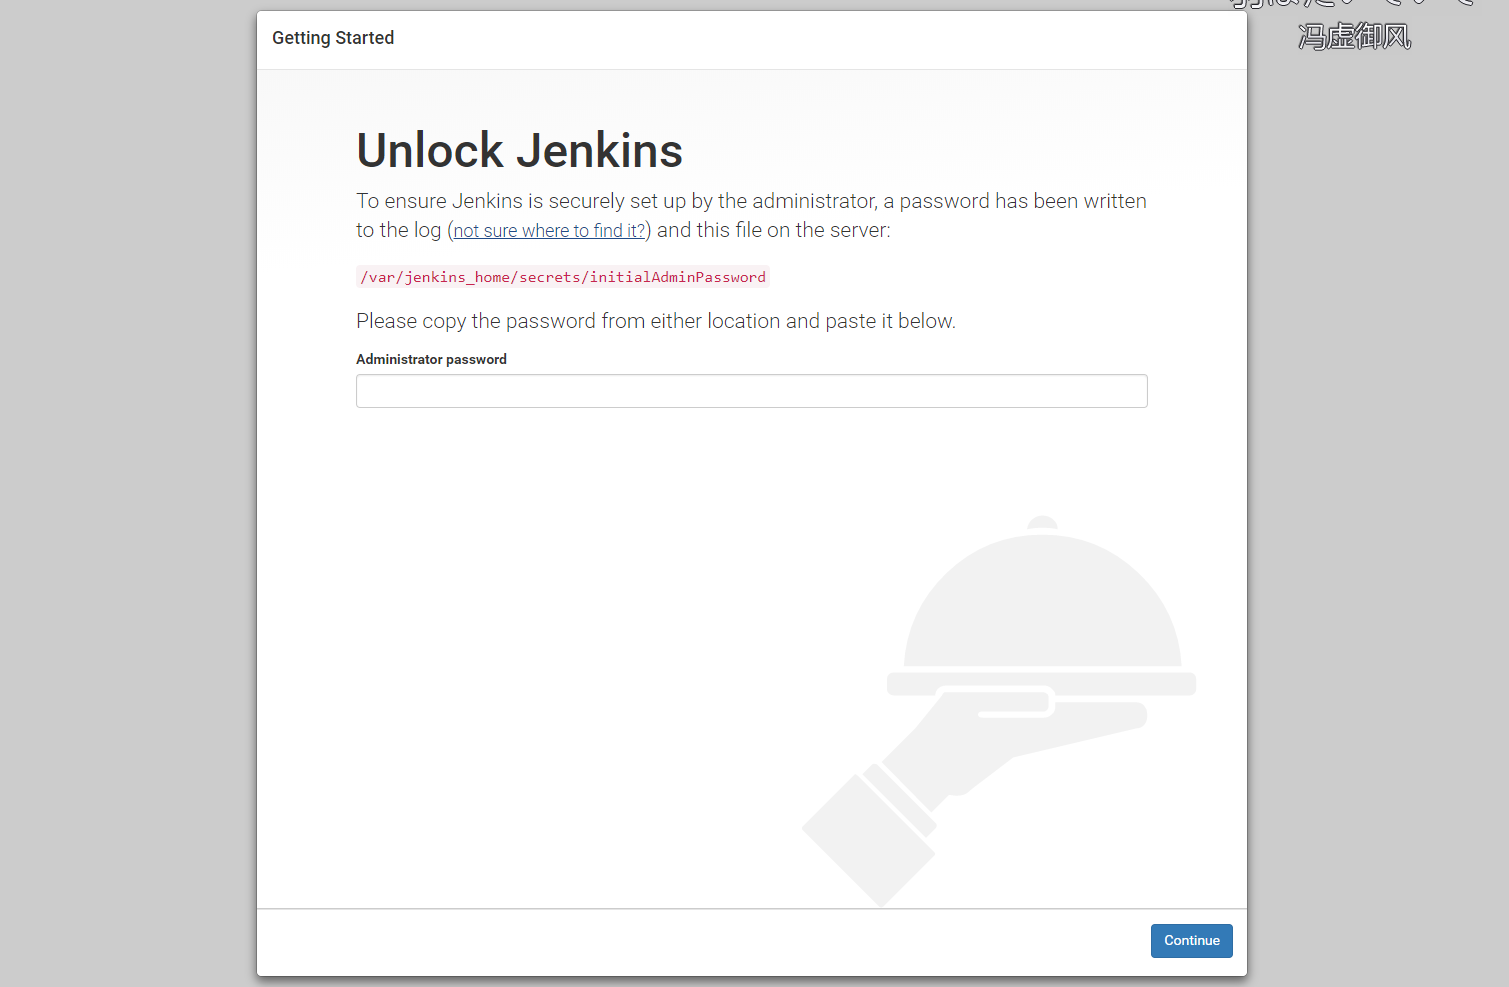 Getting Started
冯虚御风
Unlock Jenkins
To ensure Jenkins is securely set up by the administrator, a password has been written
to the log (not sure where to find it?) and this file on the server:
/var/jenkins_home/secrets/initialAdminPassword
Please copy the password from either location and paste it below.
Administrator password
Continue